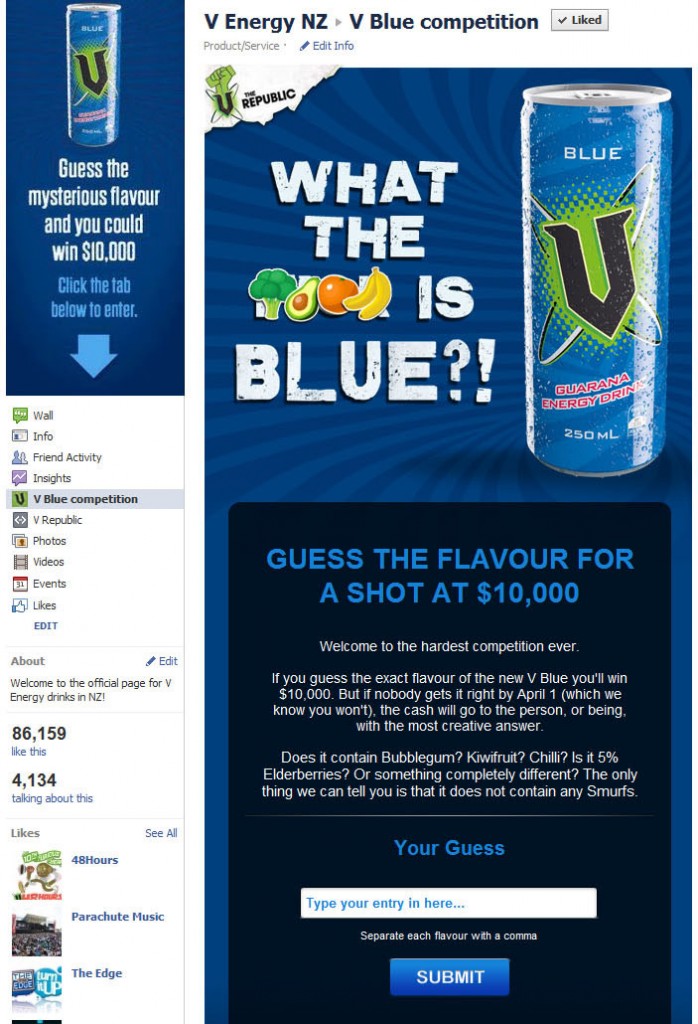 BLUE
V
GUARANA
ENERGY DRINK
250ML
Guess the
mysterious flavour
and you could
win $10,000
Click the tab
below to enter.
Wall
Info
Friend Activity
Insights
V Blue competition
V Republic
Photos
Videos
31 Events
Likes
EDIT
About
Edit
Welcome to the official page for V
Energy drinks in NZ!
86,159
like this
4,134
talking about this
Likes
See All
48Hours
Parachute Music
THE EDGE
The Edge
V Energy NZ ▸ V Blue competition
Liked
Product/Service ·
Edit Info
V THE REPUBLIC
WHAT
THE
IS
BLUE?!
BLUE
V
GUARANA
ENERGY DRINK
250 ML
GUESS THE FLAVOUR FOR
A SHOT AT $10,000
Welcome to the hardest competition ever.
If you guess the exact flavour of the new V Blue you'll win
$10,000. But if nobody gets it right by April 1 (which we
know you won't), the cash will go to the person, or being,
with the most creative answer.
Does it contain Bubblegum? Kiwifruit? Chilli? Is it 5%
Elderberries? Or something completely different? The only
thing we can tell you is that it does not contain any Smurfs.
Your Guess
Type your entry in here...
Separate each flavour with a comma
SUBMIT